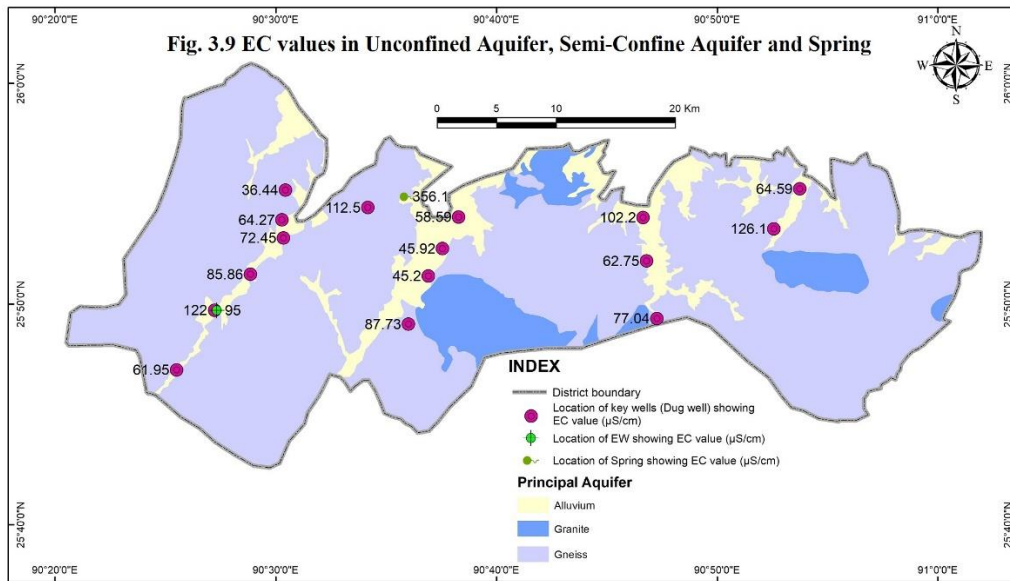 90°20'0"E 90°30'0"E 90°40'0"E 90°50'0"E 91°0'0"E
Fig. 3.9 EC values in Unconfined Aquifer, Semi-Confine Aquifer and Spring
N
W E
S
26°0'0"N 26°0'0"N
0 5 10 20 Km
36.44
64.27
72.45
85.86
122 95
61.95
112.5
356.1
58.59
45.92
45.2
87.73
102.2
62.75
77.04
64.59
126.1
25°50'0"N 25°50'0"N
INDEX
District boundary
Location of key wells (Dug well) showing
EC value (µS/cm)
Location of EW showing EC value (µS/cm)
Location of Spring showing EC value (µS/cm)
Principal Aquifer
Alluvium
Granite
Gneiss
25°40'0"N 25°40'0"N
90°20'0"E 90°30'0"E 90°40'0"E 90°50'0"E 91°0'0"E